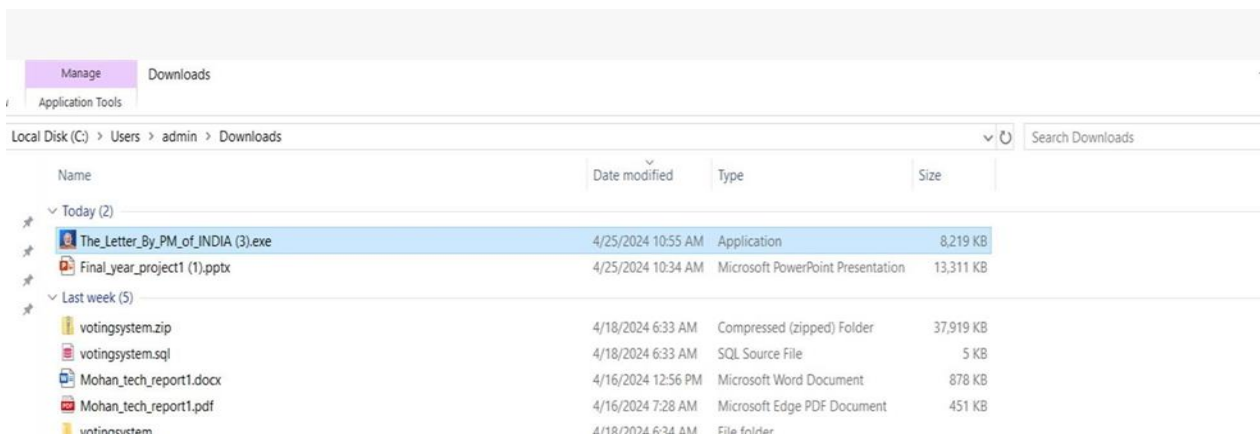 Manage Downloads
Application Tools
Local Disk (C:) > Users > admin > Downloads Search Downloads
Name Date modified Type Size
Today (2)
The_Letter_By_PM_of_INDIA (3).exe 4/25/2024 10:55 AM Application 8,219 KB
Final_year_project1 (1).pptx 4/25/2024 10:34 AM Microsoft PowerPoint Presentation 13,311 KB
Last week (5)
votingsystem.zip 4/18/2024 6:33 AM Compressed (zipped) Folder 37,919 KB
votingsystem.sql 4/18/2024 6:33 AM SQL Source File 5 KB
Mohan_tech_report1.docx 4/16/2024 12:56 PM Microsoft Word Document 878 KB
Mohan_tech_report1.pdf 4/16/2024 7:28 AM Microsoft Edge PDF Document 451 KB
votingsystem 4/18/2024 6:34 AM File folder